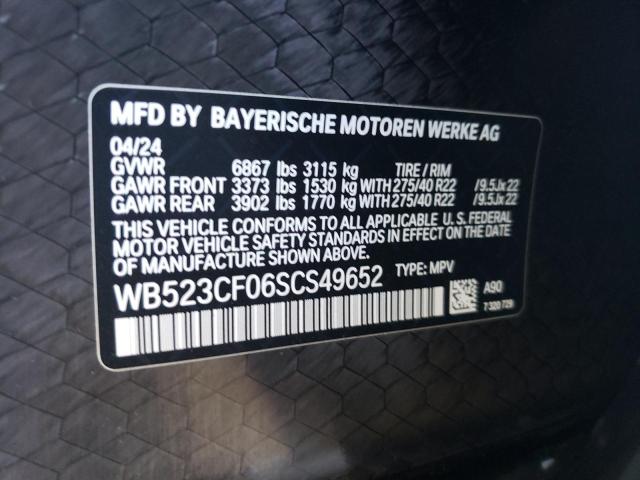 MFD BY BAYERISCHE MOTOREN WERKE AG
04/24
GVWR 6867 lbs 3115 kg TIRE / RIM
GAWR FRONT 3373 lbs 1530 kg WITH 275/40 R22 /9.5Jx22
GAWR REAR 3902 lbs 1770 kg WITH 275/40 R22 /9.5Jx22
THIS VEHICLE CONFORMS TO ALL APPLICABLE U. S. FEDERAL
MOTOR VEHICLE SAFETY STANDARDS IN EFFECT ON THE DATE
OF MANUFACTURE SHOWN ABOVE.
WB523CF06SCS49652 TYPE: MPV
A90
7 320 729